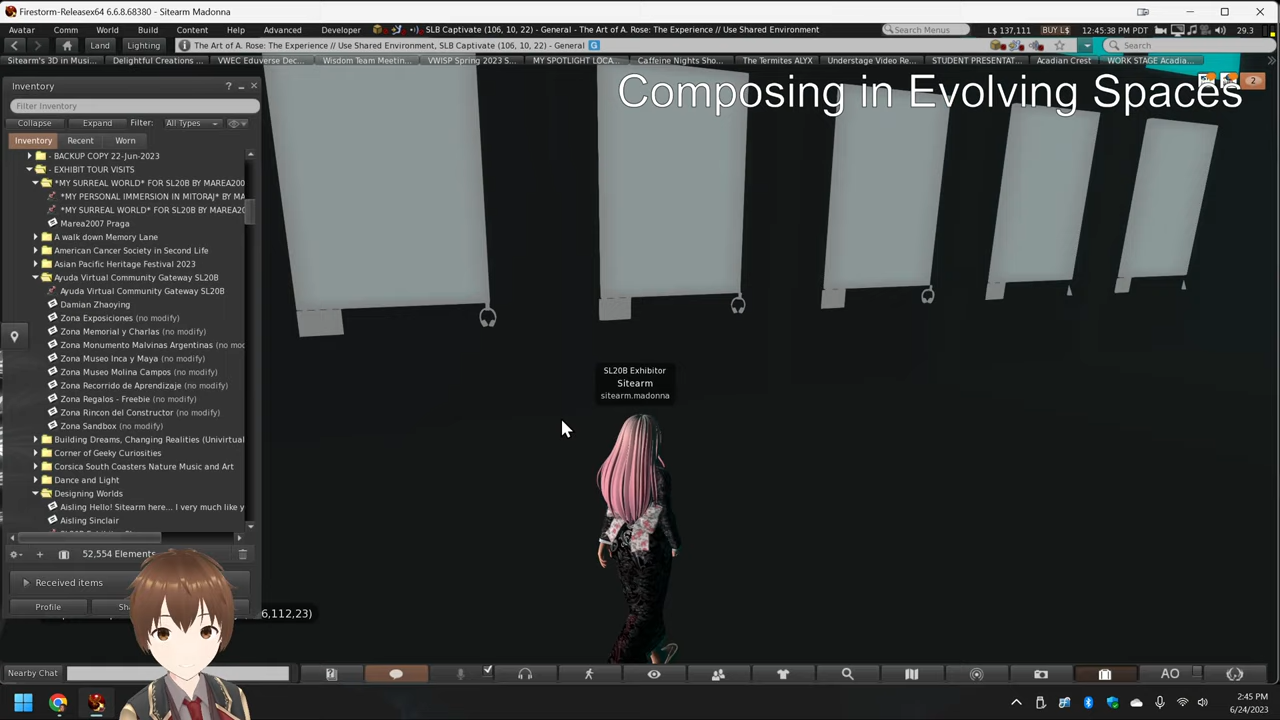 Firestorm-Releasex64 6.6.8.68380 - Sitearm Madonna
Avatar Comm World Build Content Help Advanced Developer SLB Captivate (106, 10, 22) - General The Art of A. Rose: The Experience // Use Shared Environment L$ 137,111 BUY L$ 12:45:38 PM PDT Search Menus 29.3
Land Lighting The Art of A. Rose: The Experience // Use Shared Environment, SLB Captivate (106, 10, 22) - General G Search
Sitearm's 3D in Musi... Delightful Creations ... VWEC Eduverse Dec... Wisdom Team Meetin... VWISP Spring 2023 S... MY SPOTLIGHT LOCA... Caffeine Nights Sho... The Termites ALYX Understage Video Re... STUDENT PRESENTAT... Acadian Crest WORK STAGE Acadia...
Composing in Evolving Spaces
2
Inventory
Filter Inventory
Collapse Expand Filter: All Types
Inventory Recent Worn
- BACKUP COPY 22-Jun-2023
- EXHIBIT TOUR VISITS
*MY SURREAL WORLD* FOR SL20B BY MAREA200
*MY PERSONAL IMMERSION IN MITORAJ* BY MA
*MY SURREAL WORLD* FOR SL20B BY MAREA20
Marea2007 Praga
A walk down Memory Lane
American Cancer Society in Second Life
Asian Pacific Heritage Festival 2023
Ayuda Virtual Community Gateway SL20B
Ayuda Virtual Community Gateway SL20B
Damian Zhaoying
Zona Exposiciones (no modify)
Zona Memorial y Charlas (no modify)
Zona Monumento Malvinas Argentinas (no moc
Zona Museo Inca y Maya (no modify)
Zona Museo Molina Campos (no modify)
Zona Recorrido de Aprendizaje (no modify)
Zona Regalos - Freebie (no modify)
Zona Rincon del Constructor (no modify)
Zona Sandbox (no modify)
Building Dreams, Changing Realities (Univirtual
Corner of Geeky Curiosities
Corsica South Coasters Nature Music and Art
Dance and Light
Designing Worlds
Aisling Hello! Sitearm here... I very much like y
Aisling Sinclair
52,554 Elements
Received items
Profile Sh
6,112,23)
SL20B Exhibitor
Sitearm
sitearm.madonna
Nearby Chat
AO
2:45 PM
6/24/2023